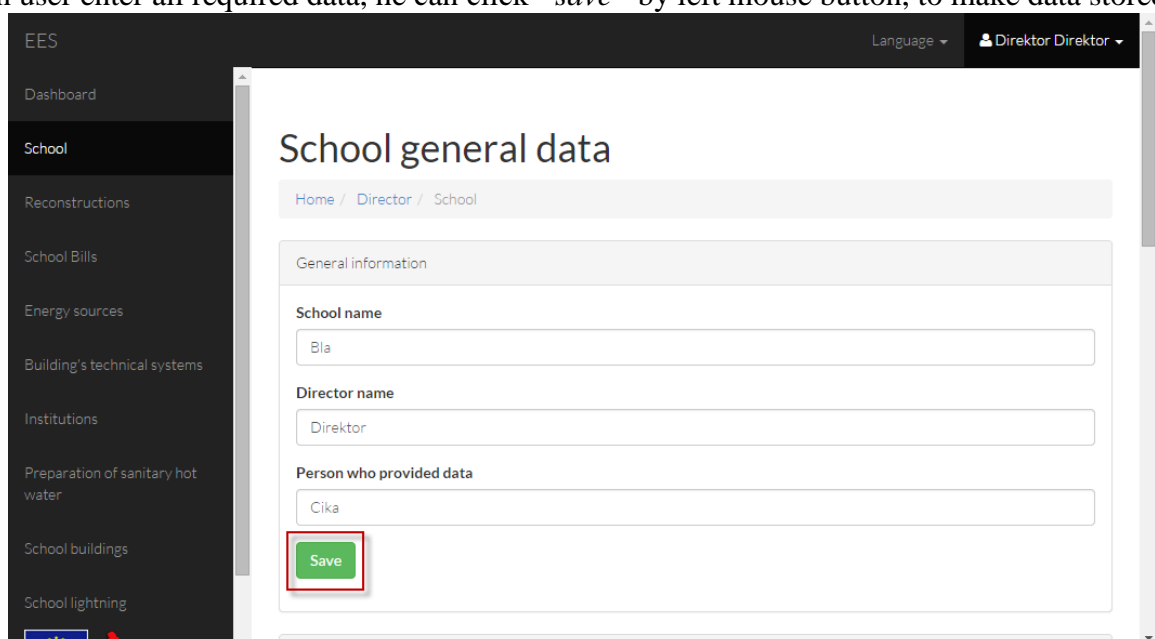 user enter all required data, he can click "save" by left mouse button, to make data store
EES
Language
Direktor Direktor
Dashboard
School
Reconstructions
School Bills
Energy sources
Building's technical systems
Institutions
Preparation of sanitary hot
water
School buildings
School lightning
School general data
Home / Director / School
General information
School name
Bla
Director name
Direktor
Person who provided data
Cika
Save